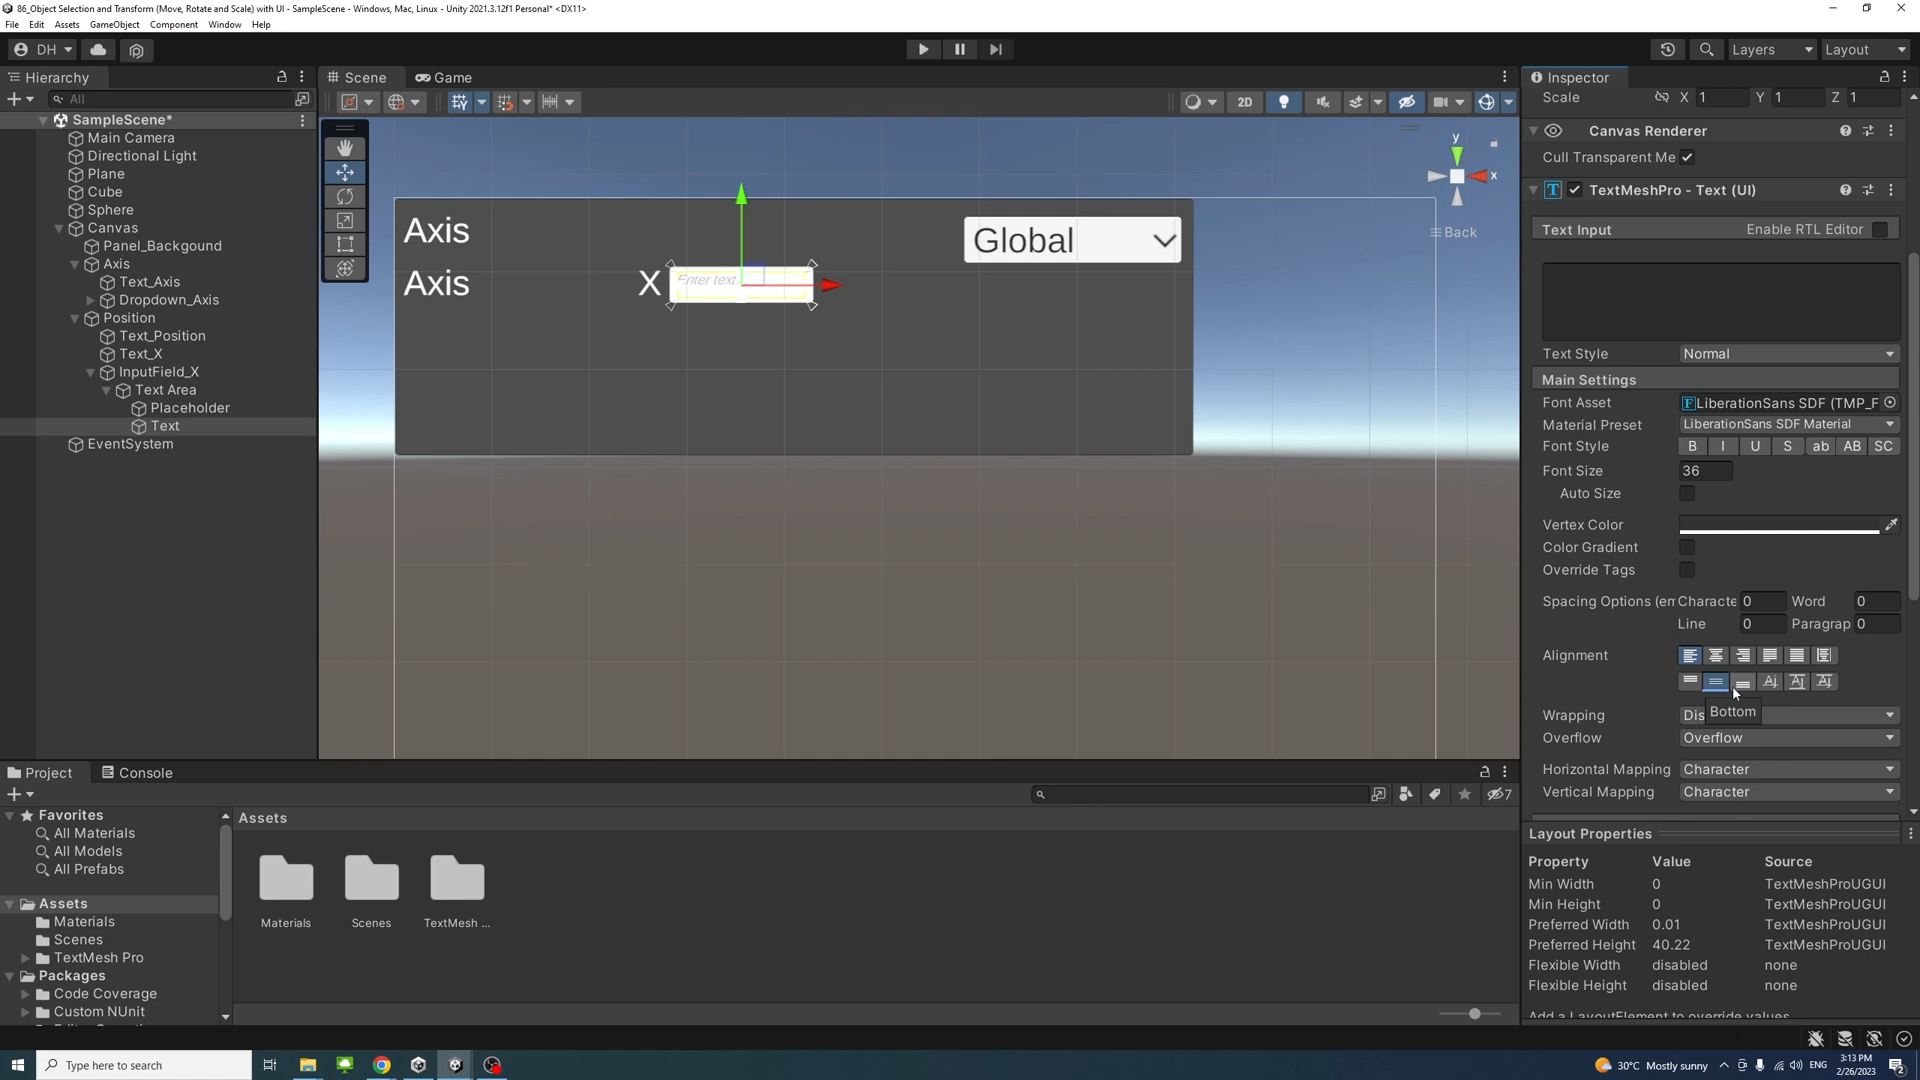 86_Object Selection and Transform (Move, Rotate and Scale) with UI - SampleScene - Windows, Mac, Linux - Unity 2021.3.12f1 Personal* <DX11>
File Edit Assets GameObject Component Window Help
DH Layers Layout
Hierarchy
All
SampleScene*
Main Camera
Directional Light
Plane
Cube
Sphere
Canvas
Panel_Backgound
Axis
Text_Axis
Dropdown_Axis
Position
Text_Position
Text_X
InputField_X
Text Area
Placeholder
Text
EventSystem
Scene Game
2D
y
x
Back
Axis Global
Axis X Enter text...
Inspector
Scale X 1 Y 1 Z 1
Canvas Renderer
Cull Transparent Me
TextMeshPro - Text (UI)
Text Input Enable RTL Editor
Text Style Normal
Main Settings
Font Asset LiberationSans SDF (TMP_F
Material Preset LiberationSans SDF Material
Font Style B I U S ab AB SC
Font Size 36
Auto Size
Vertex Color
Color Gradient
Override Tags
Spacing Options (em Characte 0 Word 0
Line 0 Paragrap 0
Alignment
Wrapping Dis
Bottom
Overflow Overflow
Horizontal Mapping Character
Vertical Mapping Character
Layout Properties
Property Value Source
Min Width 0 TextMeshProUGUI
Min Height 0 TextMeshProUGUI
Preferred Width 0.01 TextMeshProUGUI
Preferred Height 40.22 TextMeshProUGUI
Flexible Width disabled none
Flexible Height disabled none
Add a LayoutElement to override values
Project Console
7
Favorites
All Materials
All Models
All Prefabs
Assets
Materials
Scenes
TextMesh Pro
Packages
Code Coverage
Custom NUnit
Assets
Materials Scenes TextMesh ...
Type here to search
30°C Mostly sunny
ENG
3:13 PM
2/26/2023
2